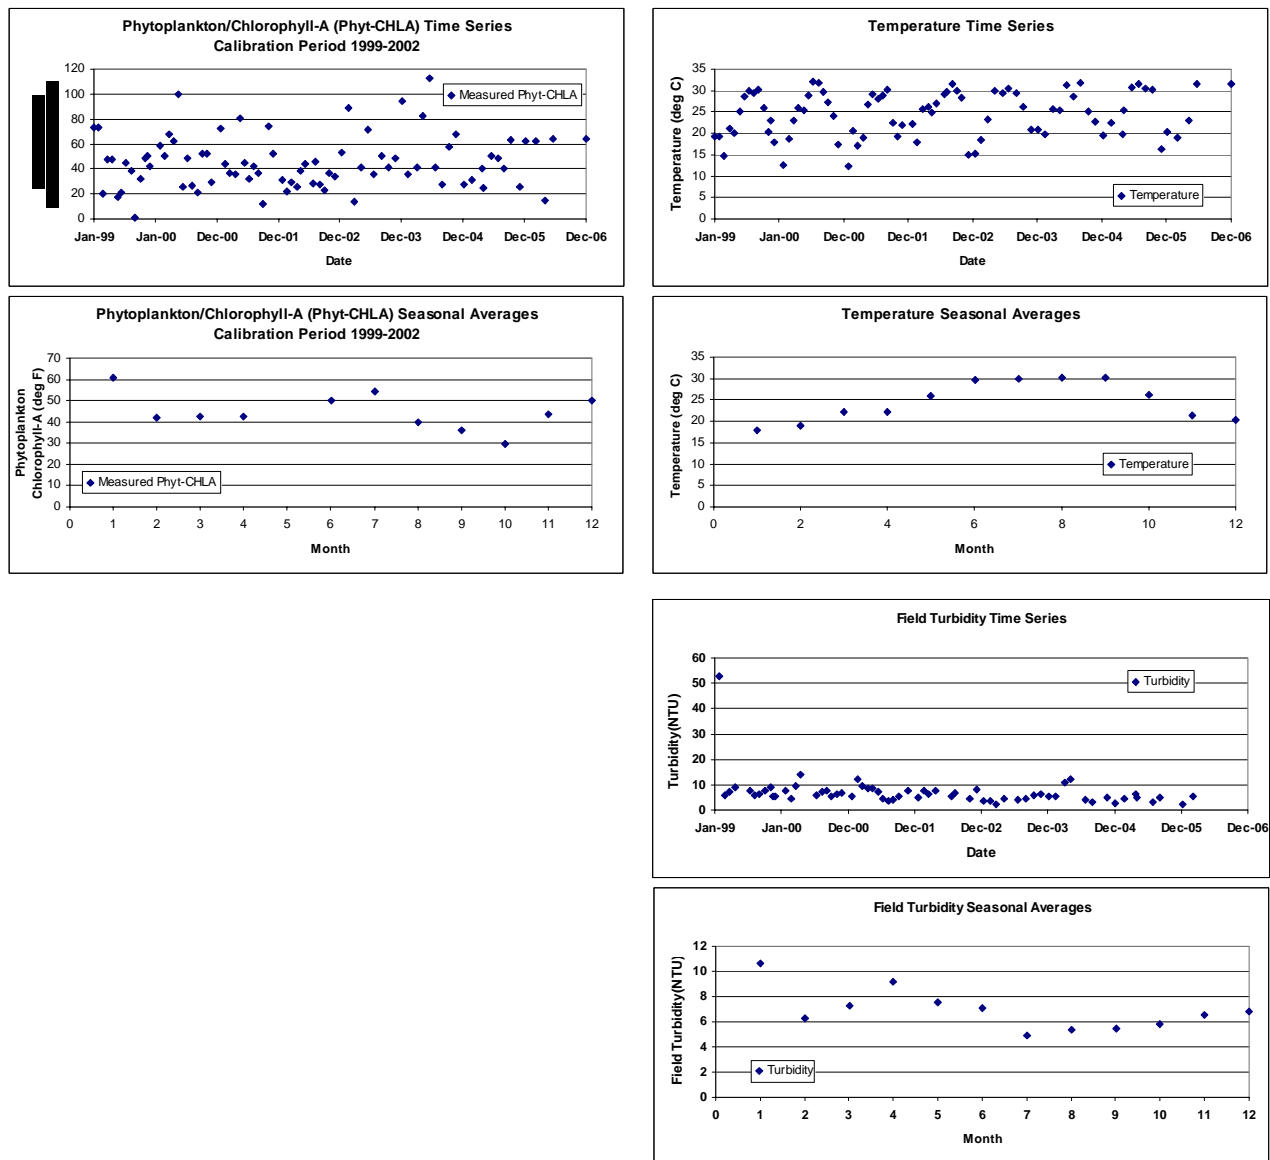 Phytoplankton/Chlorophyll-A (Phyt-CHLA) Time Series
Calibration Period 1999-2002
120
100
80
60
40
20
0
Measured Phyt-CHLA
Jan-99 Jan-00 Dec-00 Dec-01 Dec-02 Dec-03 Dec-04 Dec-05 Dec-06
Date
Temperature Time Series
Temperature (deg C)
35
30
25
20
15
10
5
0
Temperature
Jan-99 Jan-00 Dec-00 Dec-01 Dec-02 Dec-03 Dec-04 Dec-05 Dec-06
Date
Phytoplankton/Chlorophyll-A (Phyt-CHLA) Seasonal Averages
Calibration Period 1999-2002
Phytoplankton
Chlorophyll-A (deg F)
70
60
50
40
30
20
10
0
Measured Phyt-CHLA
0 1 2 3 4 5 6 7 8 9 10 11 12
Month
Temperature Seasonal Averages
Temperature (deg C)
35
30
25
20
15
10
5
0
Temperature
0 2 4 6 8 10 12
Month
Field Turbidity Time Series
Turbidity(NTU)
60
50
40
30
20
10
0
Turbidity
Jan-99 Jan-00 Dec-00 Dec-01 Dec-02 Dec-03 Dec-04 Dec-05 Dec-06
Date
Field Turbidity Seasonal Averages
Field Turbidity(NTU)
12
10
8
6
4
2
0
Turbidity
0 1 2 3 4 5 6 7 8 9 10 11 12
Month